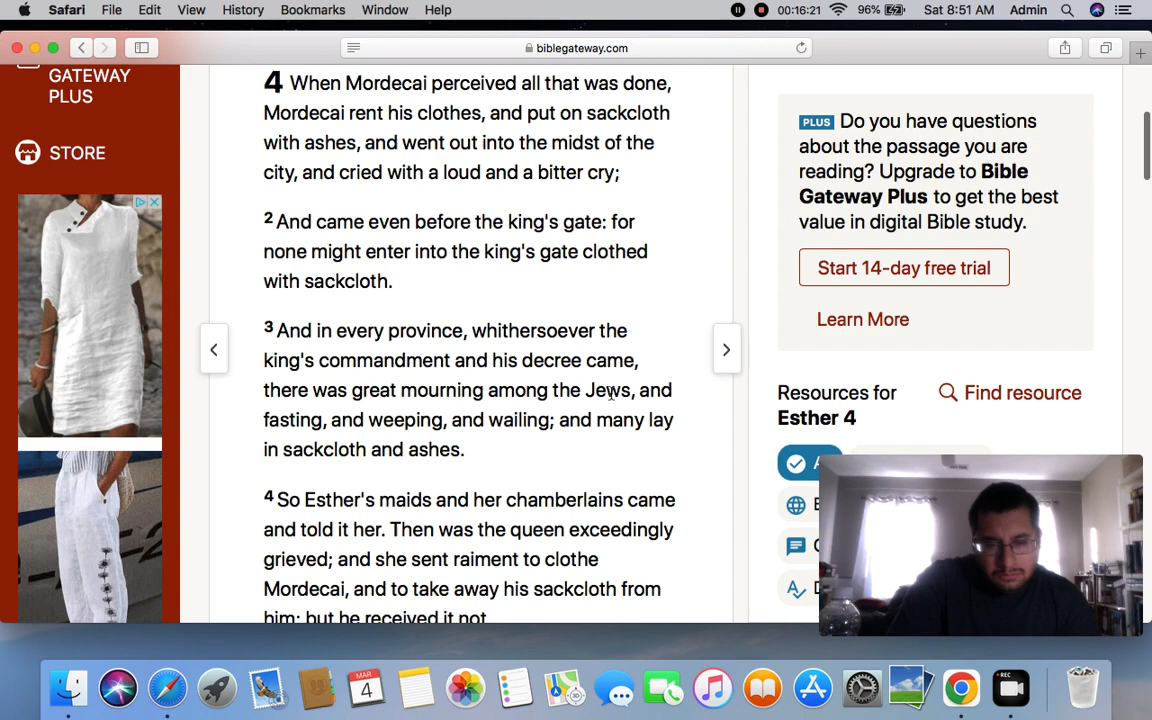 Safari File Edit View History Bookmarks Window Help 00:16:21 96% Sat 8:51 AM Admin
biblegateway.com
GATEWAY
PLUS
STORE
4 When Mordecai perceived all that was done,
Mordecai rent his clothes, and put on sackcloth
with ashes, and went out into the midst of the
city, and cried with a loud and a bitter cry;
2 And came even before the king's gate: for
none might enter into the king's gate clothed
with sackcloth.
3 And in every province, whithersoever the
king's commandment and his decree came,
there was great mourning among the Jews, and
fasting, and weeping, and wailing; and many lay
in sackcloth and ashes.
4 So Esther's maids and her chamberlains came
and told it her. Then was the queen exceedingly
grieved; and she sent raiment to clothe
Mordecai, and to take away his sackcloth from
him: but he received it not.
PLUS Do you have questions
about the passage you are
reading? Upgrade to Bible
Gateway Plus to get the best
value in digital Bible study.
Start 14-day free trial
Learn More
Resources for
Esther 4
Find resource
MAR
4
REC